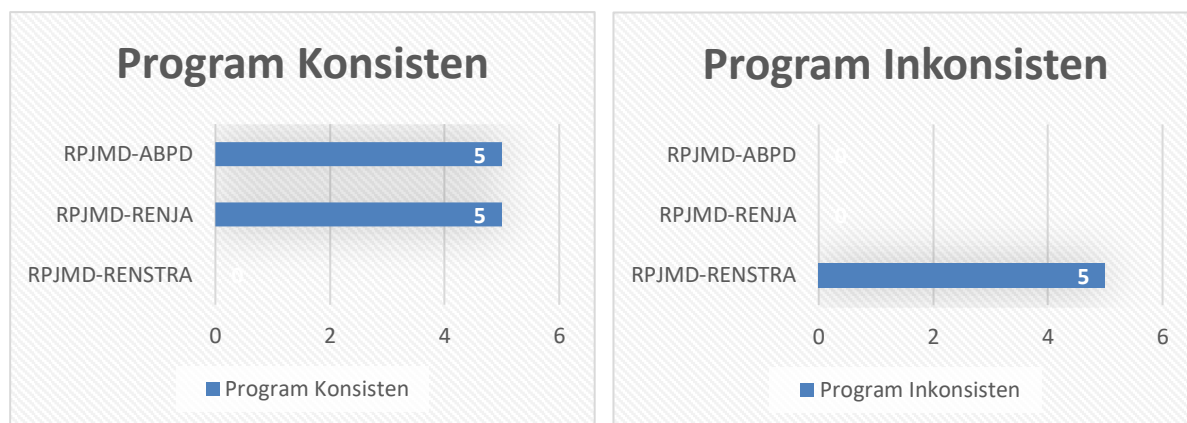 Program Konsisten
RPJMD-ABPD
5
RPJMD-RENJA
5
RPJMD-RENSTRA
0
0 2 4 6
Program Konsisten
Program Inkonsisten
RPJMD-ABPD
0
RPJMD-RENJA
0
RPJMD-RENSTRA
5
0 2 4 6
Program Inkonsisten